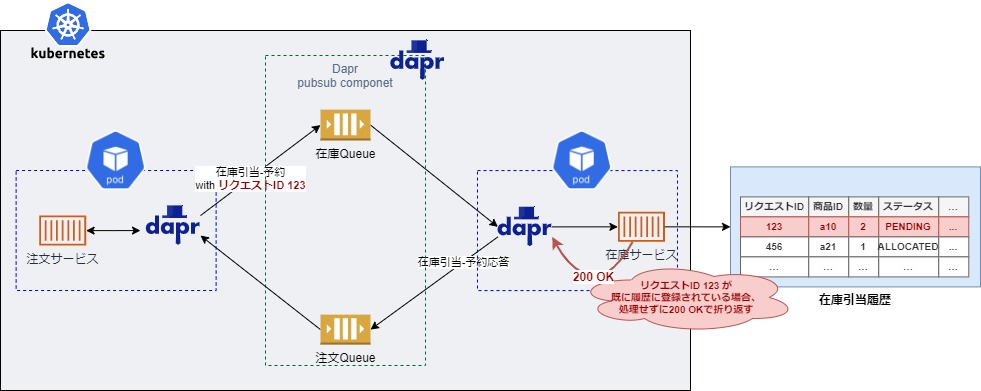 kubernetes
dapr
Dapr
pubsub componet
在庫Queue
pod
pod
在庫引当-予約
with リクエストID 123
dapr
注文サービス
dapr
在庫サービス
在庫引当-予約応答
200 OK
リクエストID 123 が
既に履歴に登録されている場合、
処理せずに200 OKで折り返す
注文Queue
リクエストID 商品ID 数量 ステータス ...
123 a10 2 PENDING ...
456 a21 1 ALLOCATED ...
... ... ... ...
在庫引当履歴